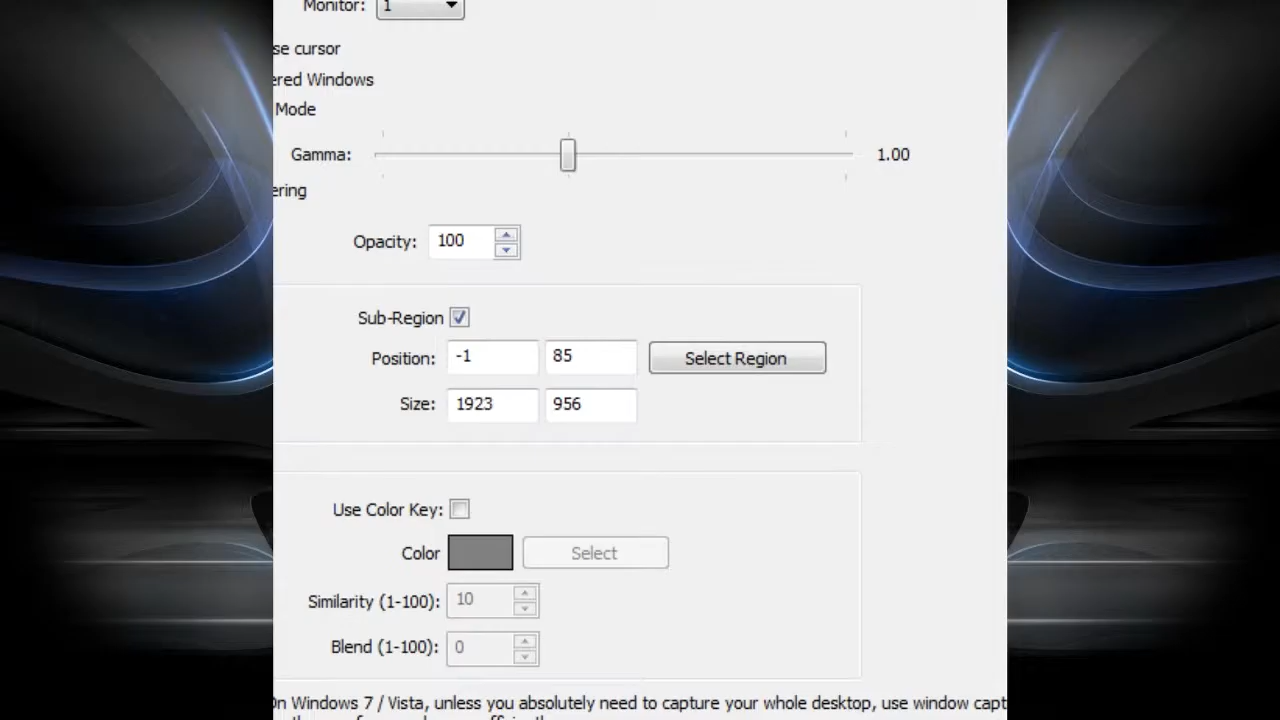 Monitor: 1
se cursor
ered Windows
Mode
Gamma: 1.00
ering
Opacity: 100
Sub-Region
Position: -1 85 Select Region
Size: 1923 956
Use Color Key:
Color Select
Similarity (1-100): 10
Blend (1-100): 0
On Windows 7 / Vista, unless you absolutely need to capture your whole desktop, use window capt